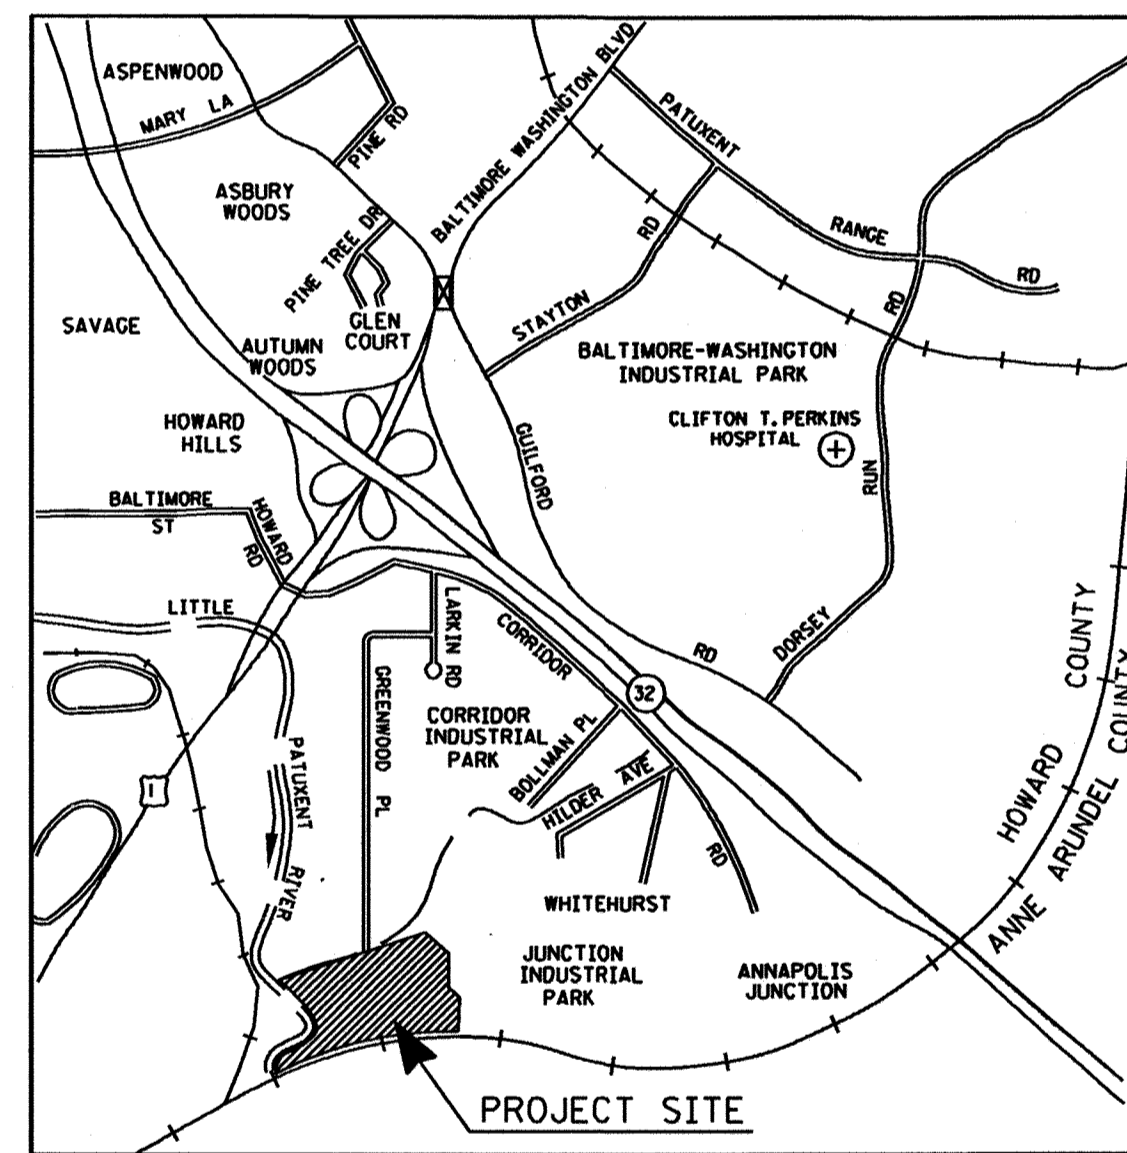 ASPENWOOD
MARY LA
PINE RD
BALTIMORE WASHINGTON BLVD
PATUXENT
RANGE
RD
ASBURY
WOODS
PINE TREE DR
GLEN
COURT
STAYTON
RD
RD
SAVAGE
AUTUMN
WOODS
BALTIMORE-WASHINGTON
INDUSTRIAL PARK
CLIFTON T. PERKINS
HOSPITAL
HOWARD
HILLS
GUILFORD
RUN
BALTIMORE
ST
HOWARD
RD
LITTLE
LARKIN RD
CORRIDOR
RD
DORSEY
32
GREENWOOD PL
CORRIDOR
INDUSTRIAL
PARK
BOLLMAN PL
HILDER AVE
RD
PATUXENT
RIVER
1
WHITEHURST
JUNCTION
INDUSTRIAL
PARK
ANNAPOLIS
JUNCTION
HOWARD COUNTY
ANNE ARUNDEL COUNTY
PROJECT SITE